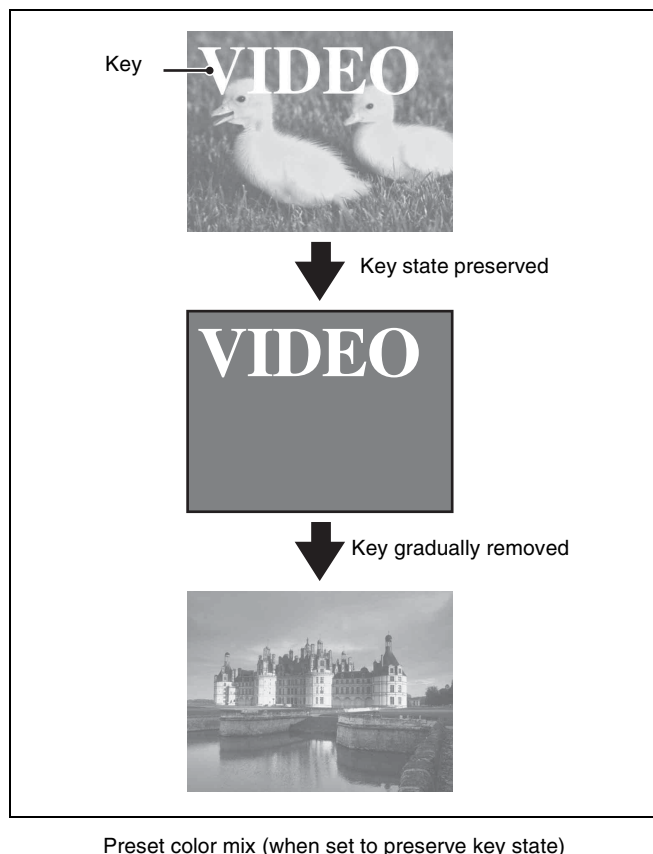 Key
VIDEO
Key state preserved
VIDEO
Key gradually removed
Preset color mix (when set to preserve key state)